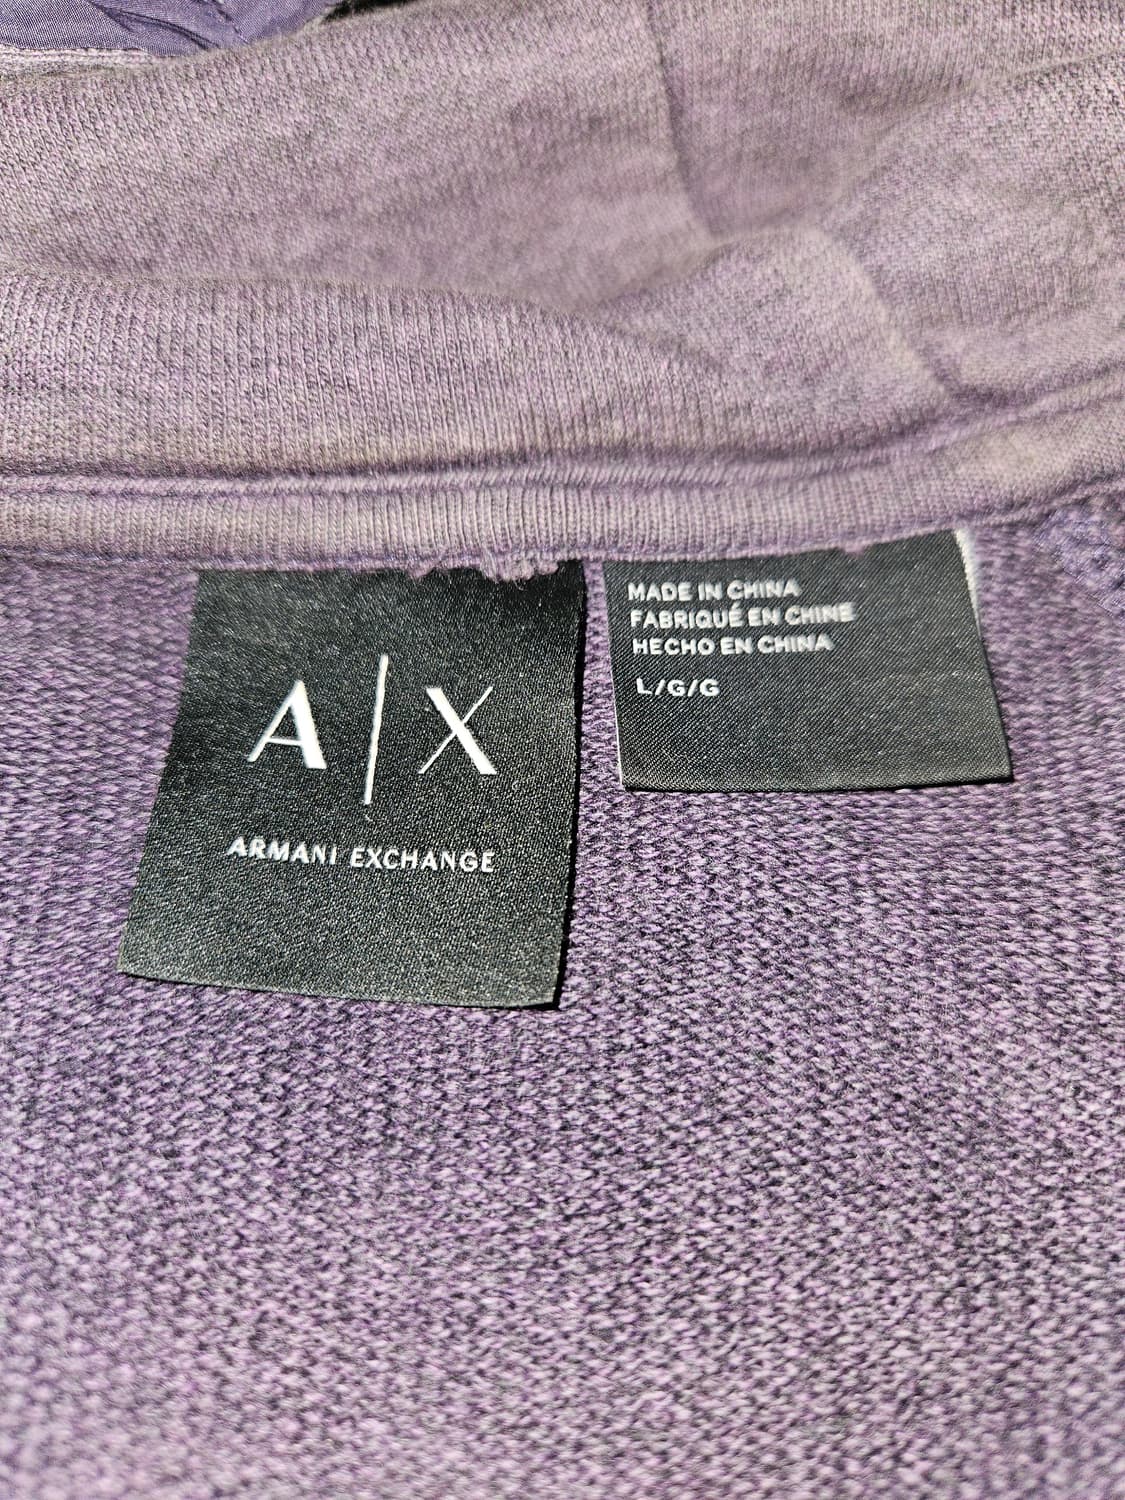 A|X
ARMANI EXCHANGE
MADE IN CHINA
FABRIQUÉ EN CHINE
HECHO EN CHINA
L/G/G